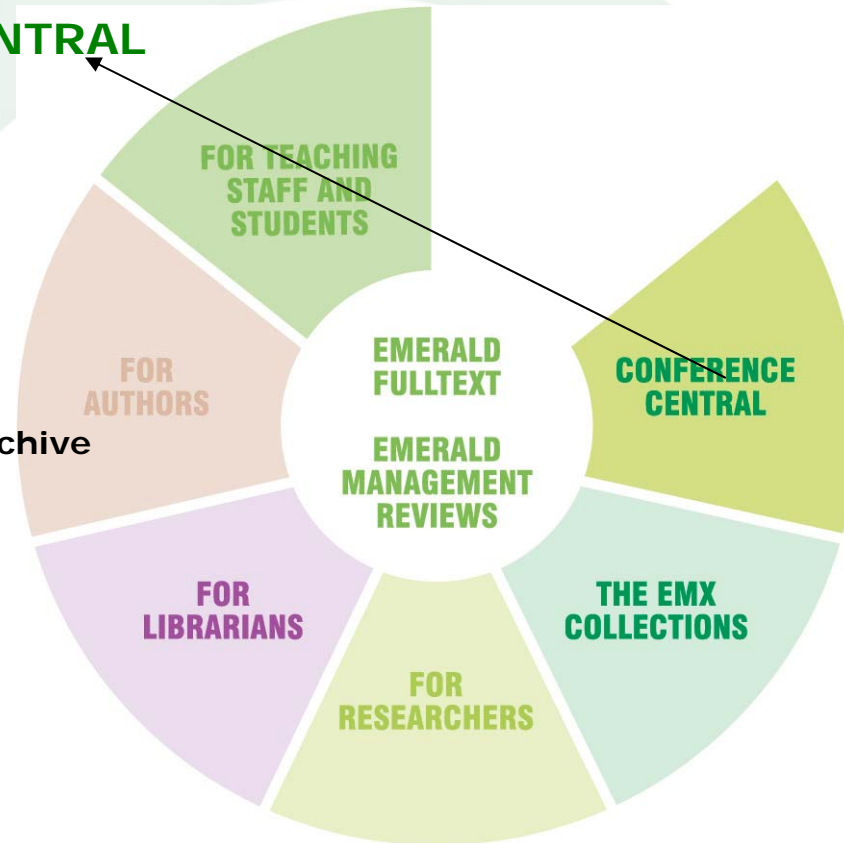 NTRAL
FOR TEACHING
STAFF AND
STUDENTS
EMERALD
FULLTEXT
CONFERENCE
CENTRAL
FOR
AUTHORS
chive
EMERALD
MANAGEMENT
REVIEWS
FOR
LIBRARIANS
THE EMX
COLLECTIONS
FOR
RESEARCHERS